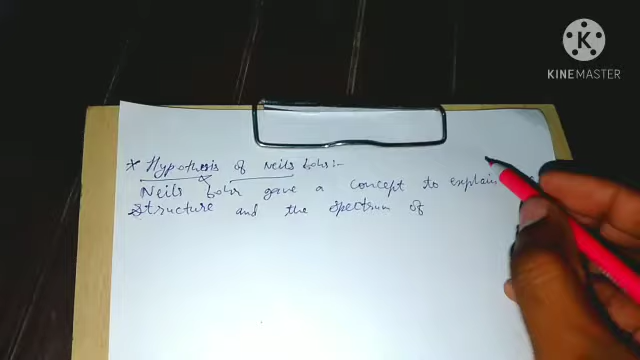 KINEMASTER
* Hypothesis of Neils bohr:-
Neils bohr gave a concept to explain
structure and the spectrum of